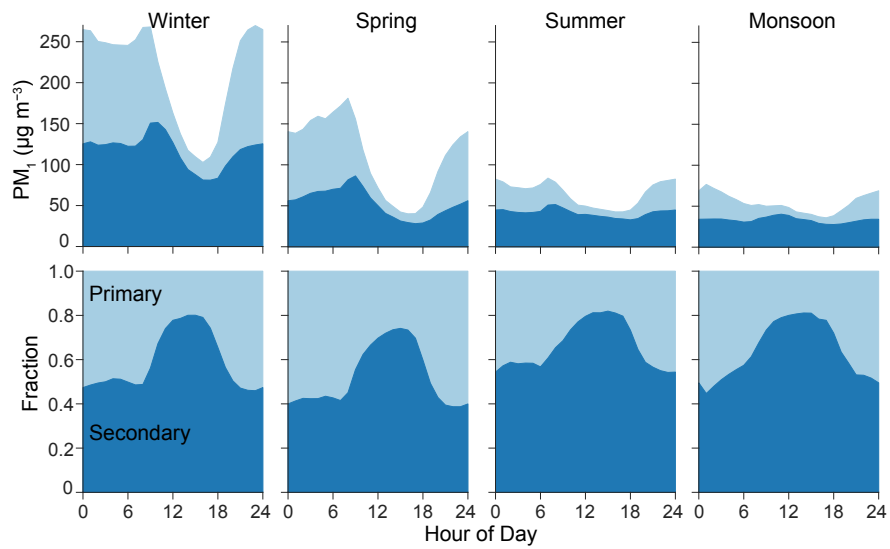 Winter Spring Summer Monsoon
PM₁ (µg m⁻³)
250
200
150
100
50
0
Fraction
1.0
0.8
0.6
0.4
0.2
0
Primary
Secondary
0 6 12 18 24 0 6 12 18 24 0 6 12 18 24 0 6 12 18 24
Hour of Day